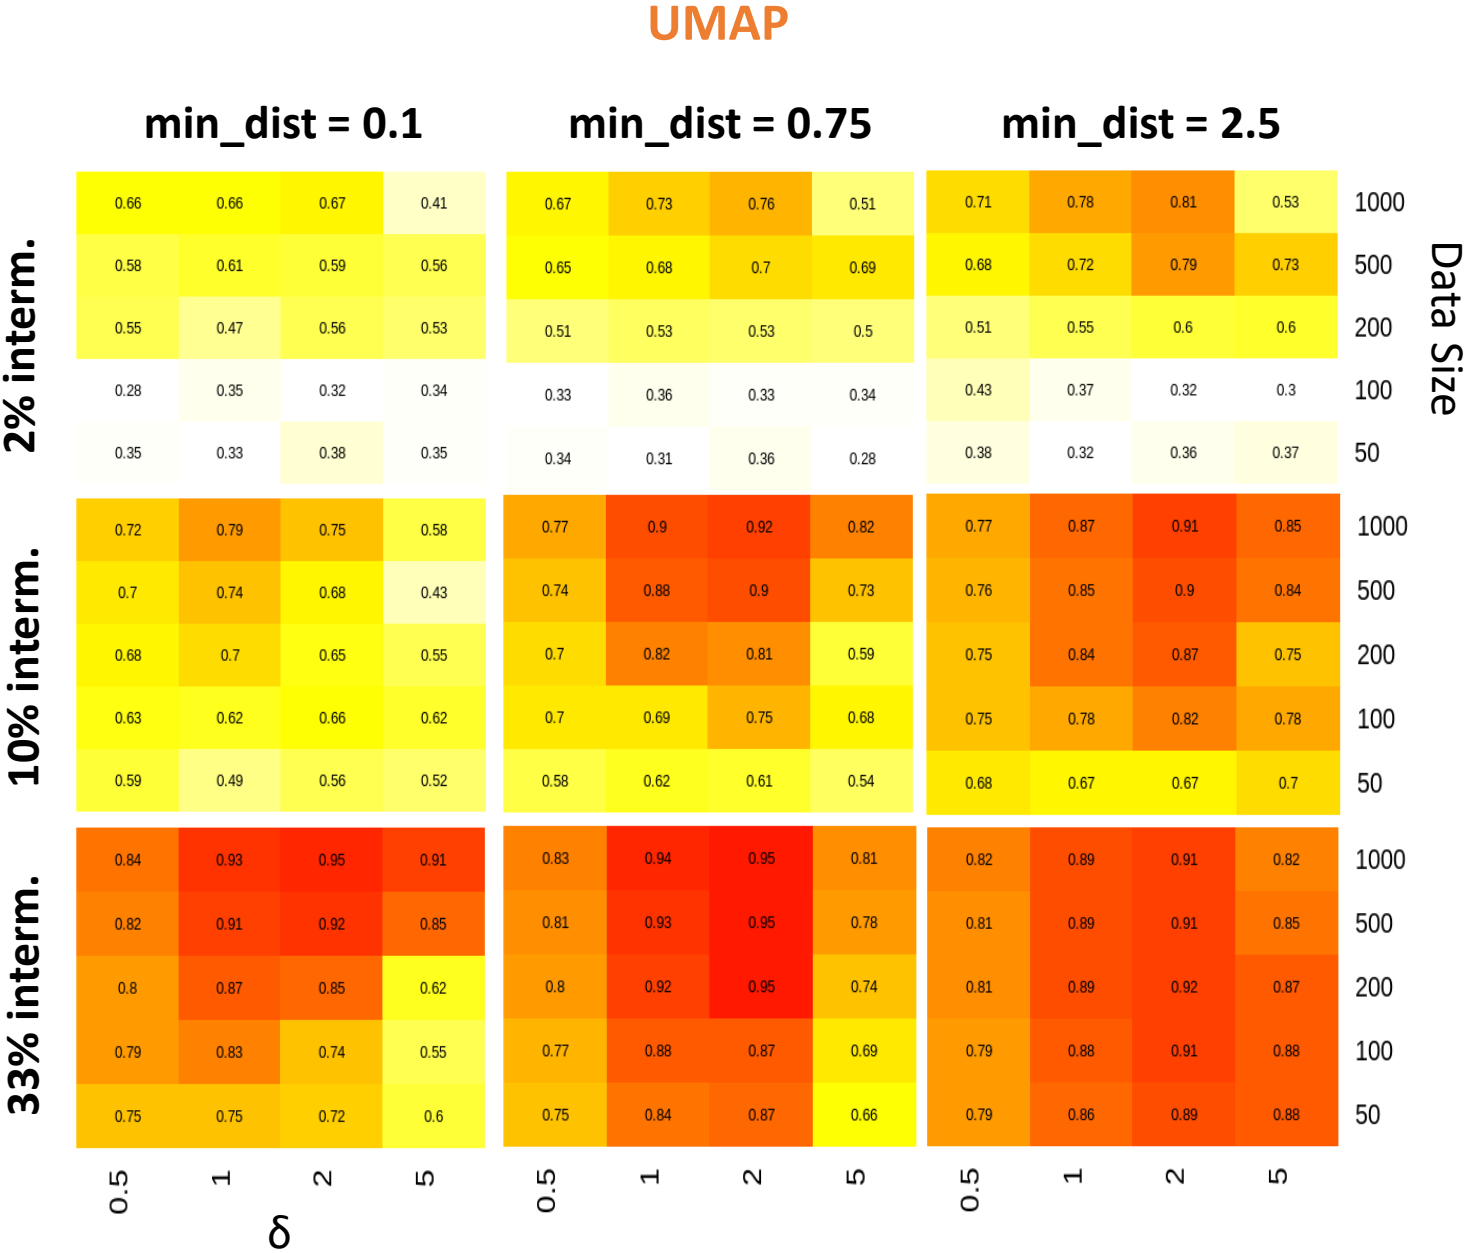 UMAP
min_dist = 0.1 min_dist = 0.75 min_dist = 2.5
2% interm.
0.66 0.66 0.67 0.41 0.67 0.73 0.76 0.51 0.71 0.78 0.81 0.53 1000
0.58 0.61 0.59 0.56 0.65 0.68 0.7 0.69 0.68 0.72 0.79 0.73 500
0.55 0.47 0.56 0.53 0.51 0.53 0.53 0.5 0.51 0.55 0.6 0.6 200
0.28 0.35 0.32 0.34 0.33 0.36 0.33 0.34 0.43 0.37 0.32 0.3 100
0.35 0.33 0.38 0.35 0.34 0.31 0.36 0.28 0.38 0.32 0.36 0.37 50
Data Size
10% interm.
0.72 0.79 0.75 0.58 0.77 0.9 0.92 0.82 0.77 0.87 0.91 0.85 1000
0.7 0.74 0.68 0.43 0.74 0.88 0.9 0.73 0.76 0.85 0.9 0.84 500
0.68 0.7 0.65 0.55 0.7 0.82 0.81 0.59 0.75 0.84 0.87 0.75 200
0.63 0.62 0.66 0.62 0.7 0.69 0.75 0.68 0.75 0.78 0.82 0.78 100
0.59 0.49 0.56 0.52 0.58 0.62 0.61 0.54 0.68 0.67 0.67 0.7 50
33% interm.
0.84 0.93 0.95 0.91 0.83 0.94 0.95 0.81 0.82 0.89 0.91 0.82 1000
0.82 0.91 0.92 0.85 0.81 0.93 0.95 0.78 0.81 0.89 0.91 0.85 500
0.8 0.87 0.85 0.62 0.8 0.92 0.95 0.74 0.81 0.89 0.92 0.87 200
0.79 0.83 0.74 0.55 0.77 0.88 0.87 0.69 0.79 0.88 0.91 0.88 100
0.75 0.75 0.72 0.6 0.75 0.84 0.87 0.66 0.79 0.86 0.89 0.88 50
0.5 1 2 5 0.5 1 2 5 0.5 1 2 5
δ